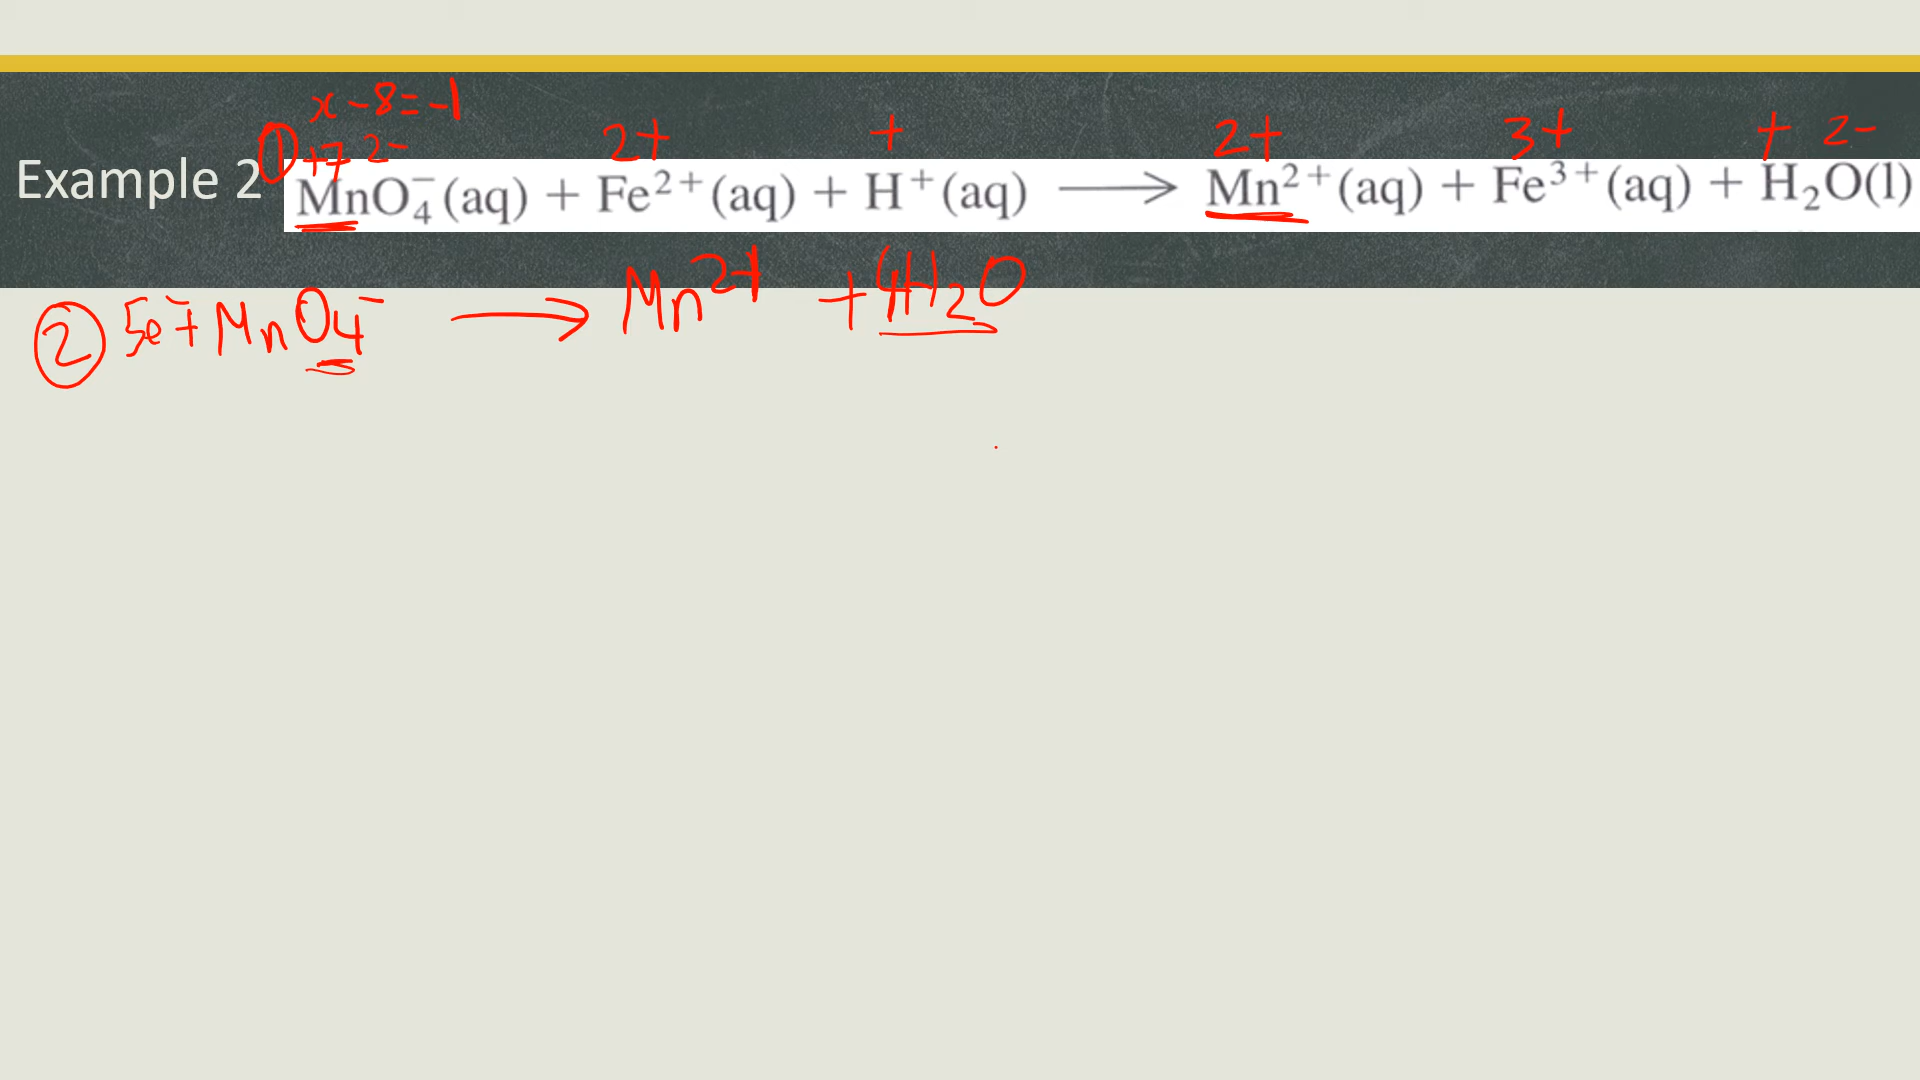 x - 8 = -1
① +7 2- 2+ + 2+ 3+ + 2-
Example 2 MnO₄⁻(aq) + Fe²⁺(aq) + H⁺(aq) ⟶ Mn²⁺(aq) + Fe³⁺(aq) + H₂O(l)
② 5e⁻ + MnO₄⁻ ⟶ Mn²⁺ + (H)₂O